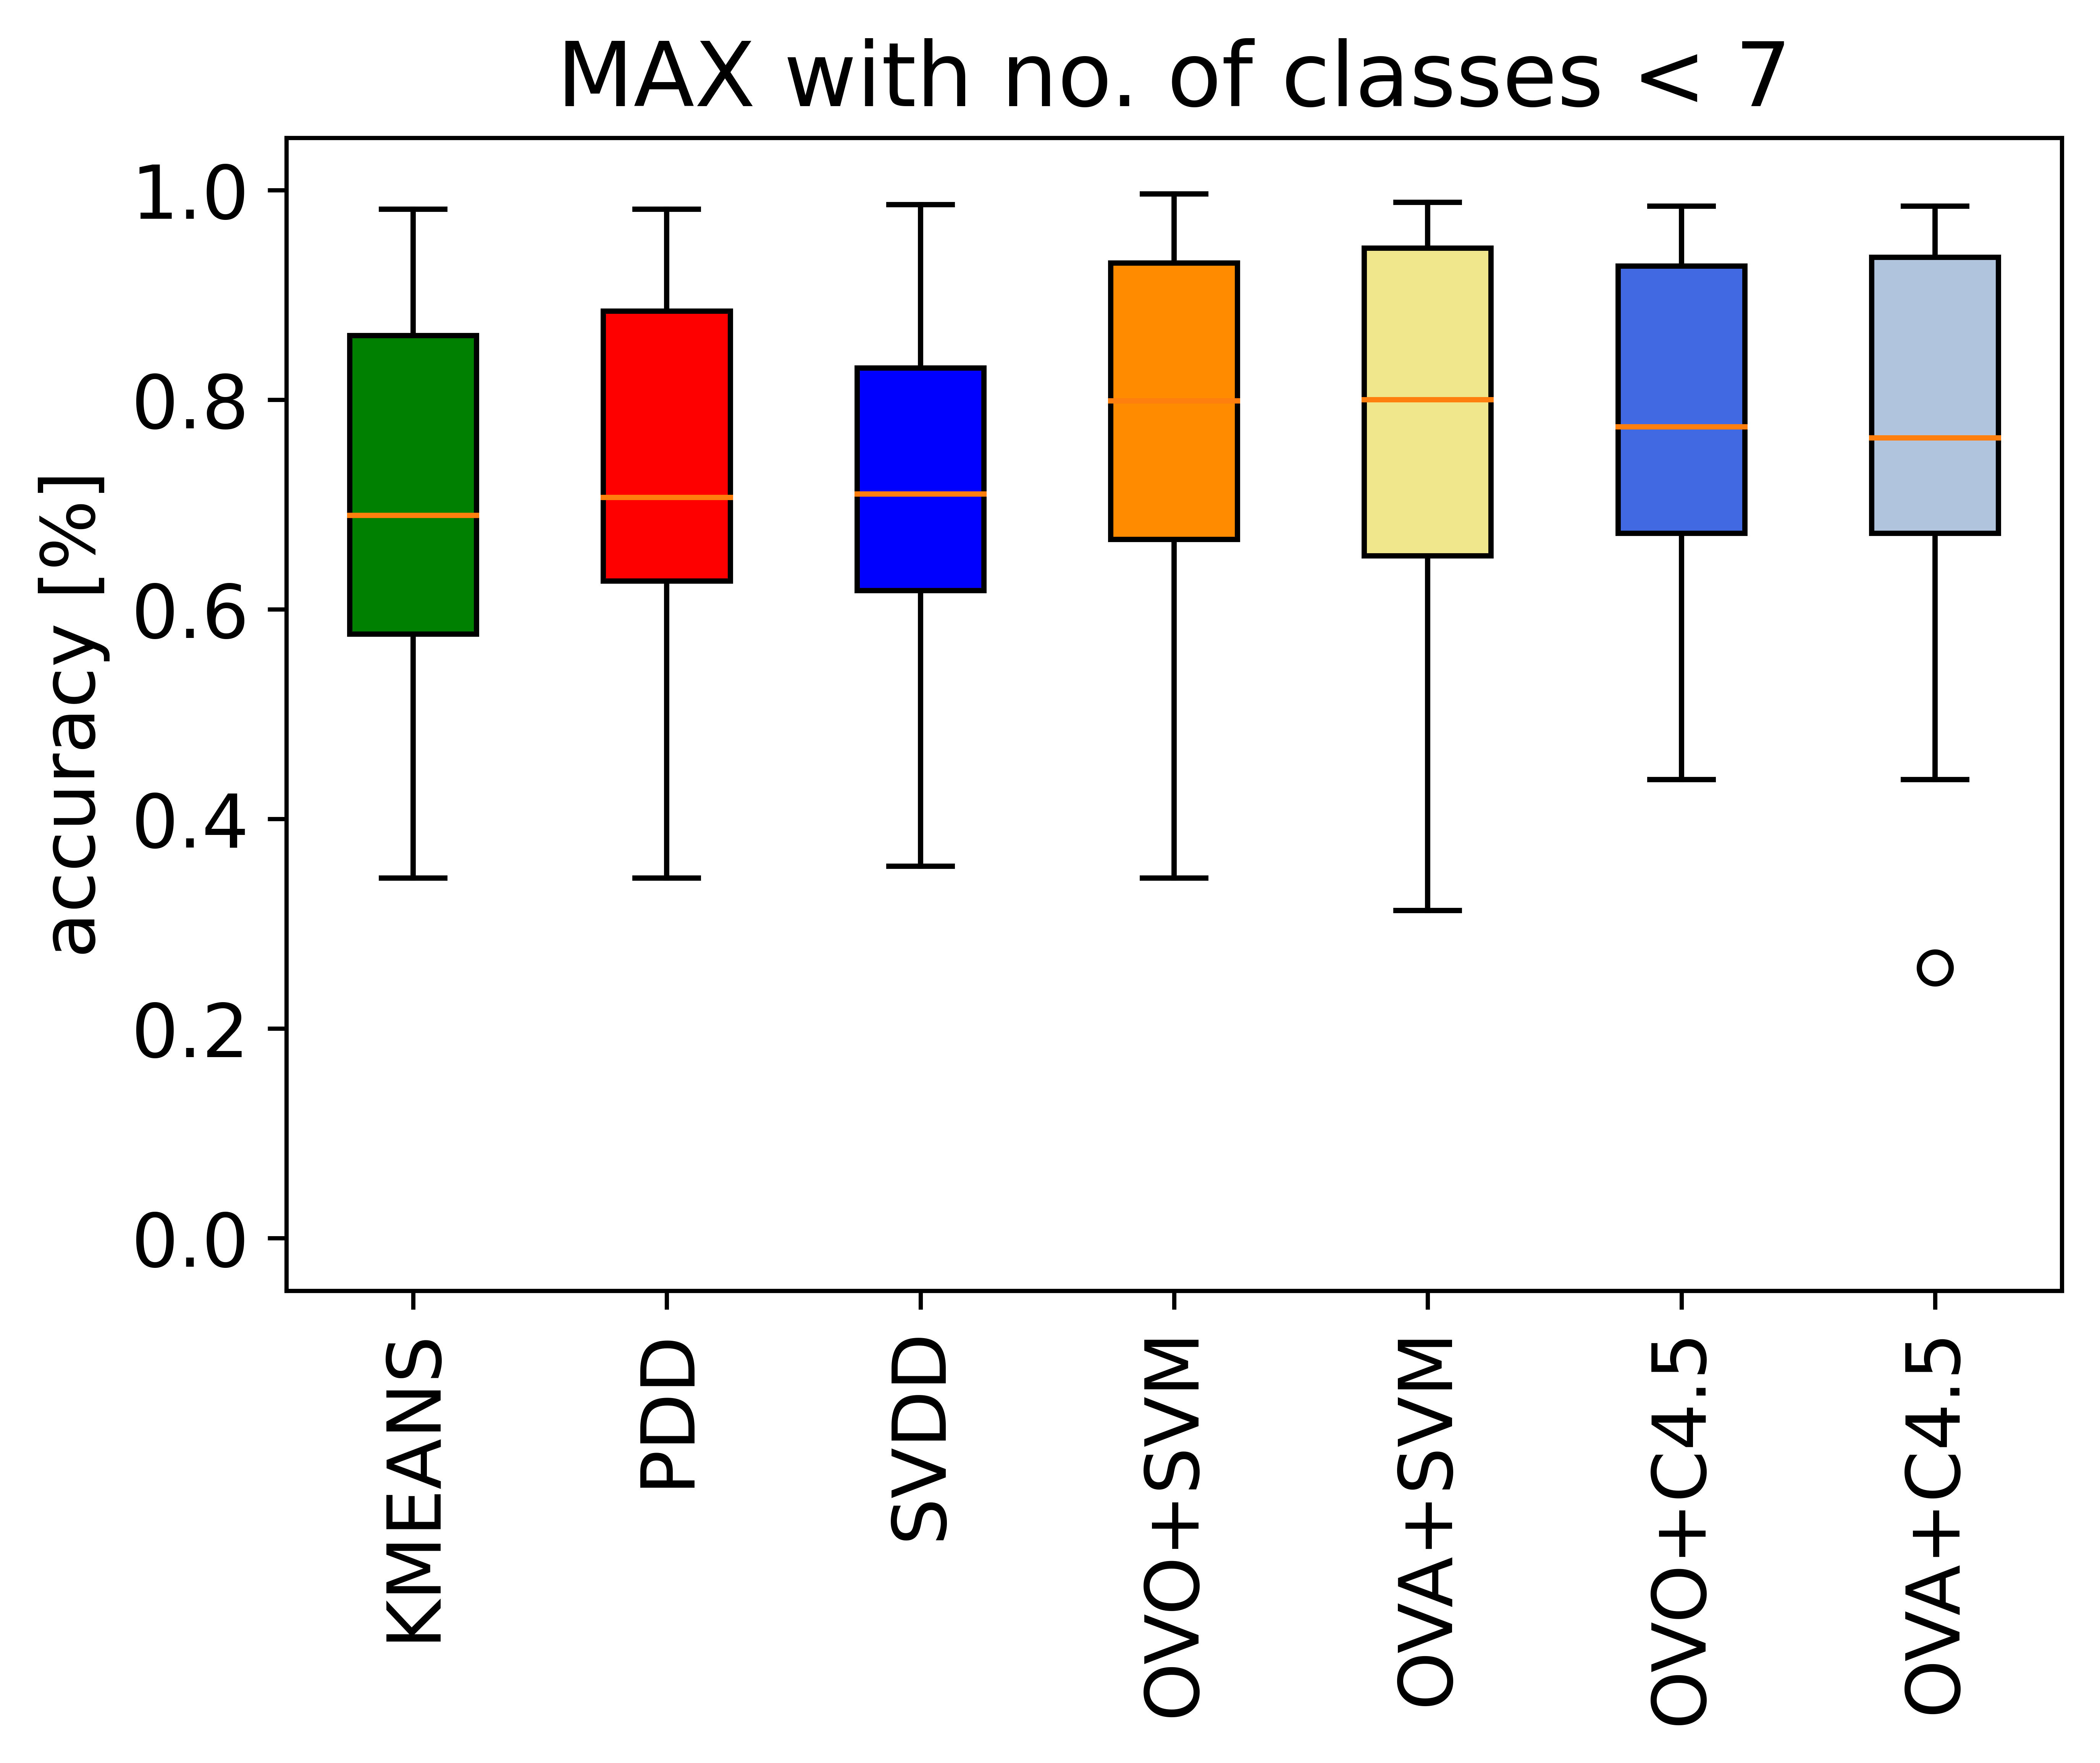 MAX with no. of classes < 7
accuracy [%]
1.0
0.8
0.6
0.4
0.2
0.0
KMEANS
PDD
SVDD
OVO+SVM
OVA+SVM
OVO+C4.5
OVA+C4.5